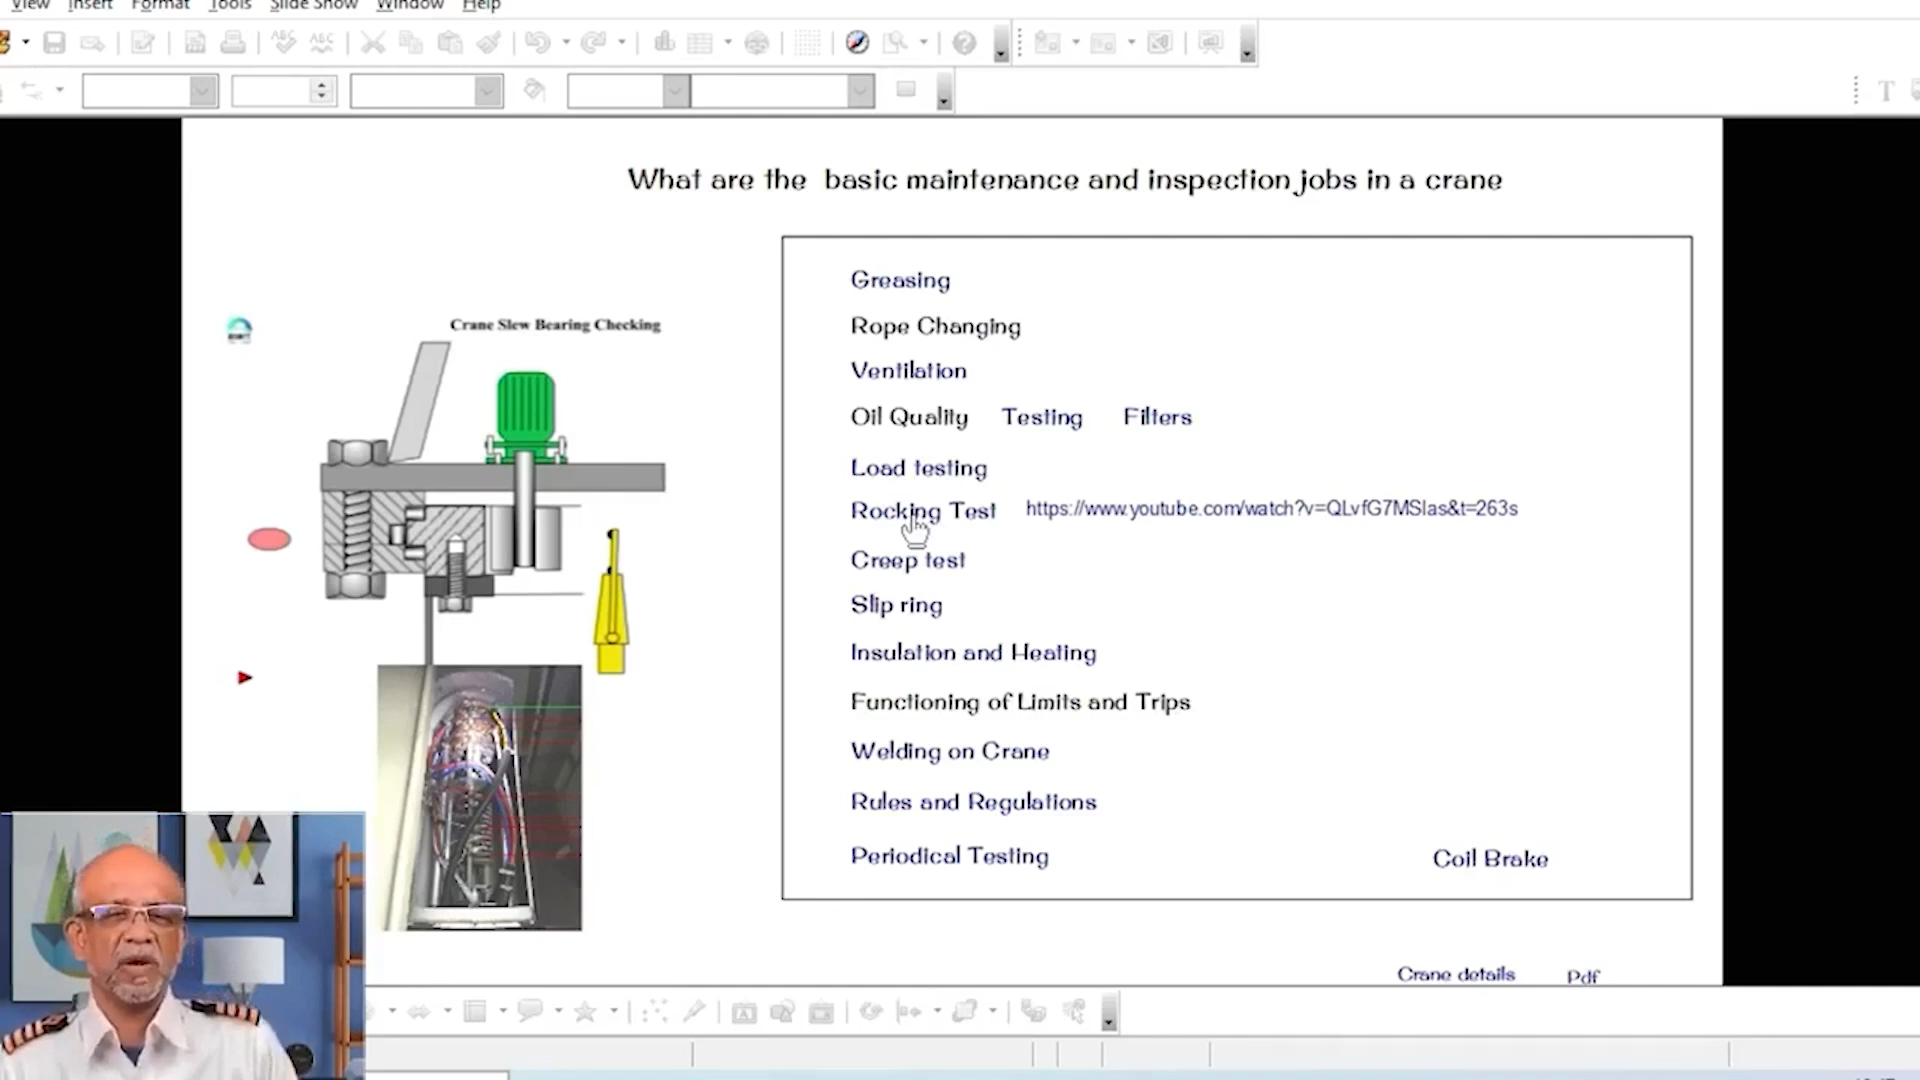 View Insert Format Tools Slide Show Window Help
What are the basic maintenance and inspection jobs in a crane
Crane Slew Bearing Checking
Greasing
Rope Changing
Ventilation
Oil Quality Testing Filters
Load testing
Rocking Test https://www.youtube.com/watch?v=QLvfG7MSlas&t=263s
Creep test
Slip ring
Insulation and Heating
Functioning of Limits and Trips
Welding on Crane
Rules and Regulations
Periodical Testing
Coil Brake
Crane details Pdf